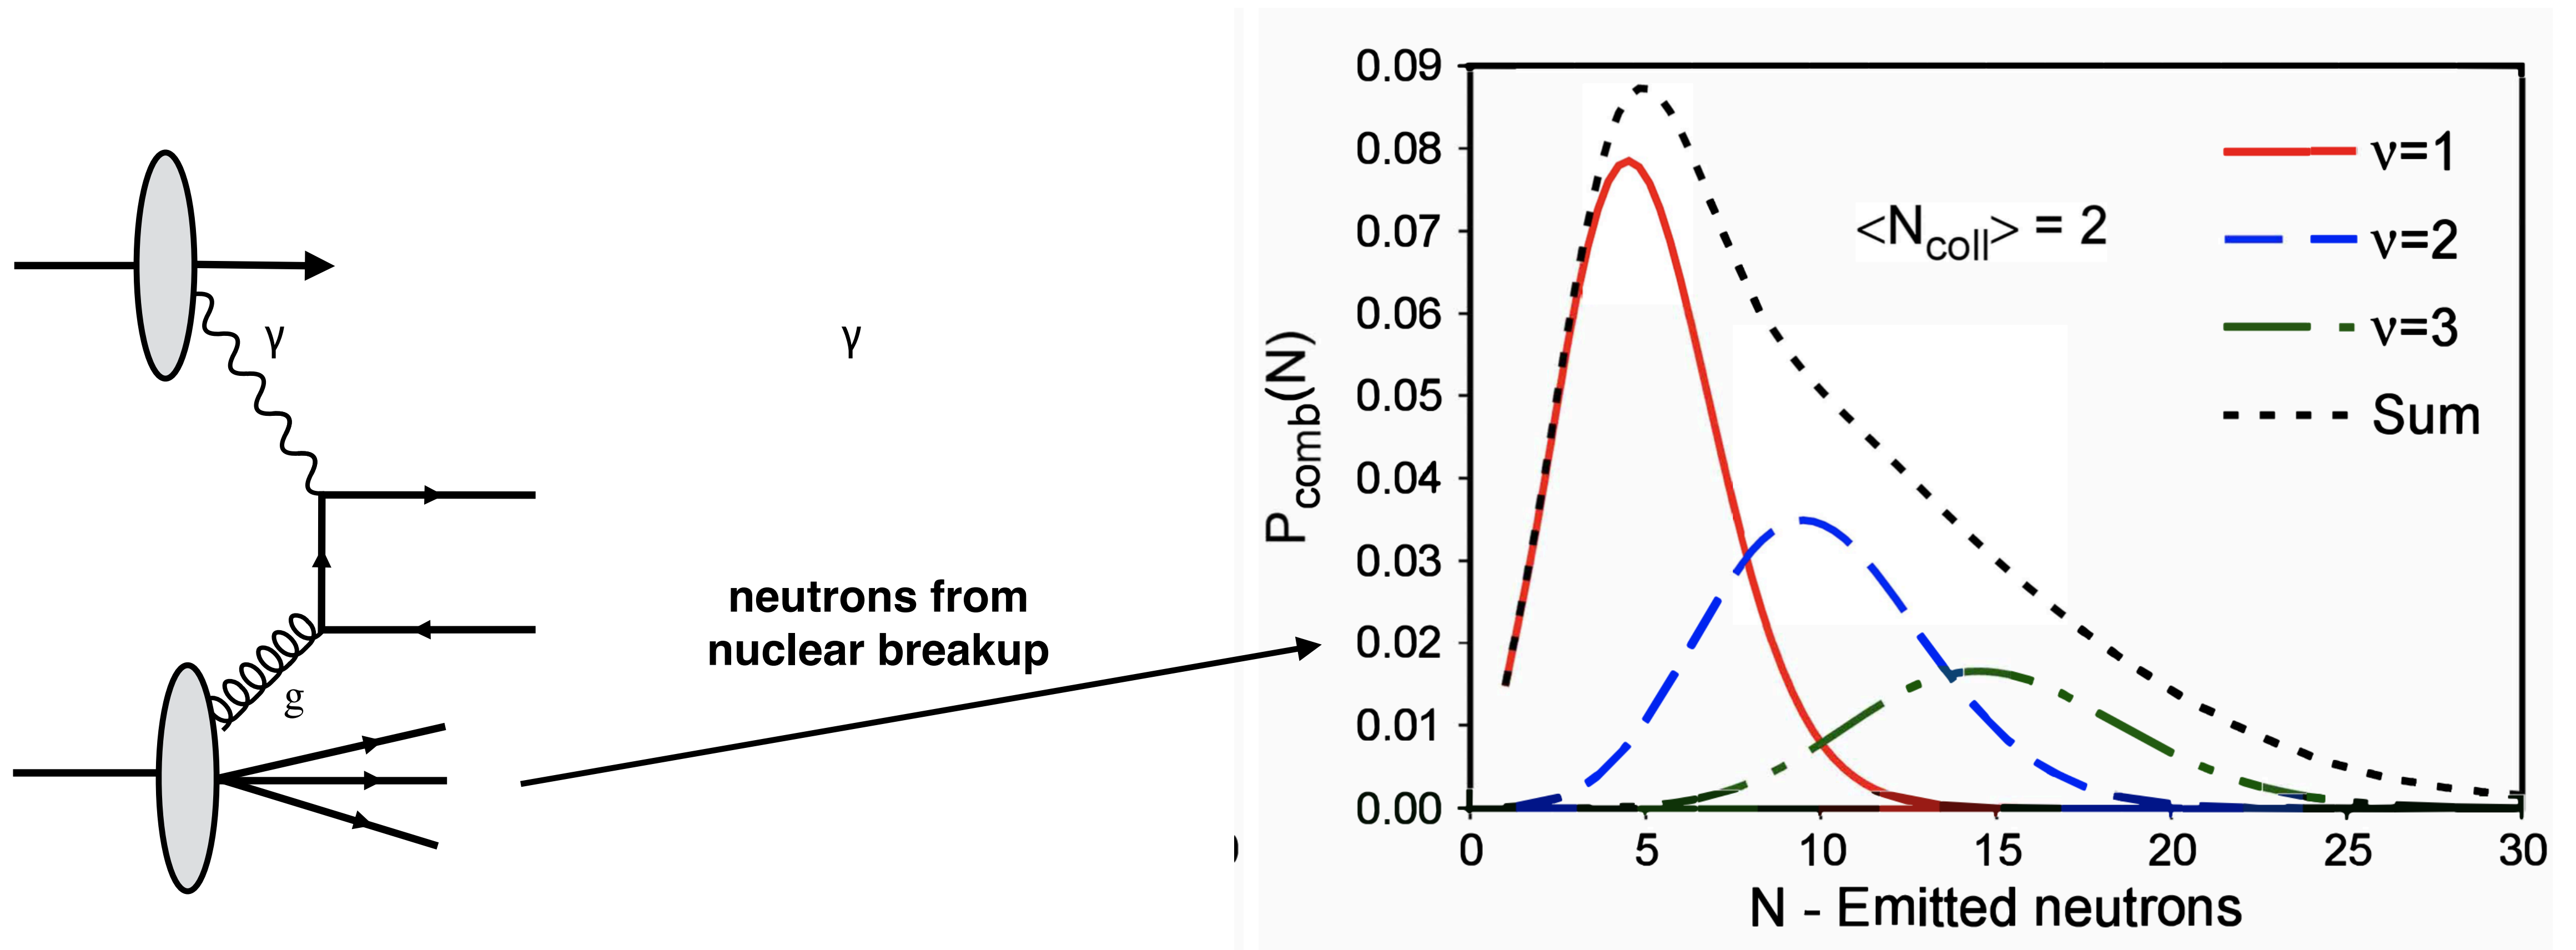 γ
g
γ
neutrons from
nuclear breakup
P_comb(N)
0.09
0.08
0.07
0.06
0.05
0.04
0.03
0.02
0.01
0.00
0 5 10 15 20 25 30
N - Emitted neutrons
<N_coll> = 2
ν=1
ν=2
ν=3
Sum